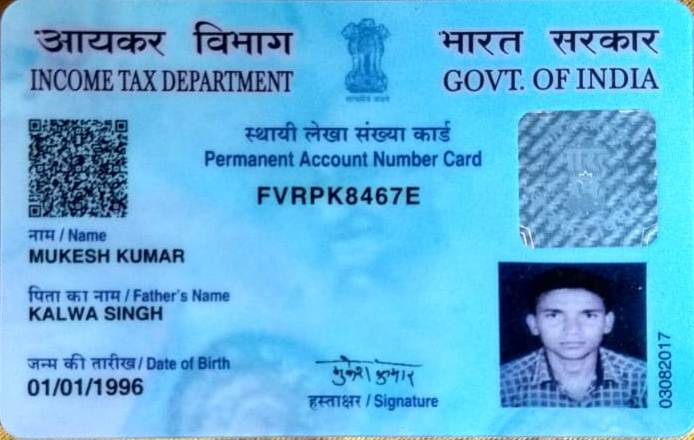 आयकर विभाग
INCOME TAX DEPARTMENT
सत्यमेव जयते
भारत सरकार
GOVT. OF INDIA
स्थायी लेखा संख्या कार्ड
Permanent Account Number Card
FVRPK8467E
नाम / Name
MUKESH KUMAR
पिता का नाम / Father's Name
KALWA SINGH
जन्म की तारीख / Date of Birth
01/01/1996
मुकेश कुमार
हस्ताक्षर / Signature
03082017